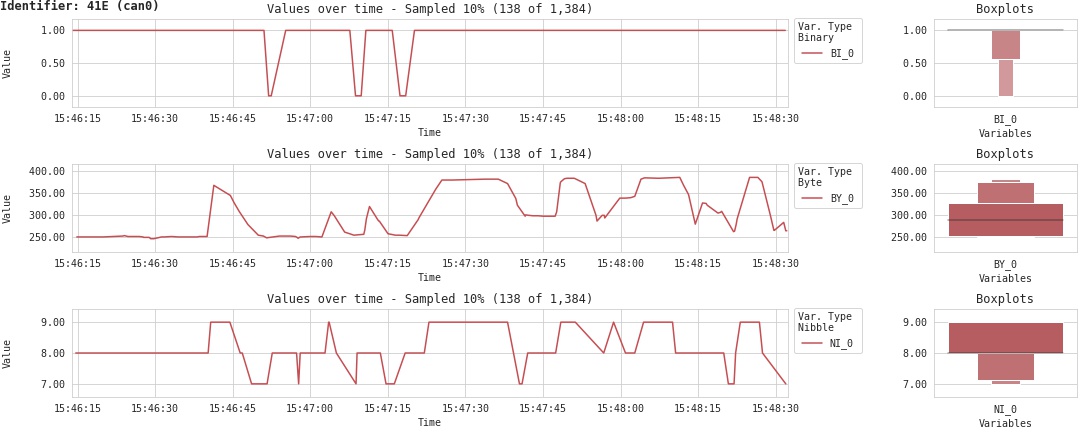 Identifier: 41E (can0)
Values over time - Sampled 10% (138 of 1,384)
Boxplots
Value
1.00
0.50
0.00
15:46:15 15:46:30 15:46:45 15:47:00 15:47:15 15:47:30 15:47:45 15:48:00 15:48:15 15:48:30
Time
Var. Type
Binary
BI_0
1.00
0.50
0.00
BI_0
Variables
Values over time - Sampled 10% (138 of 1,384)
Boxplots
Value
400.00
350.00
300.00
250.00
15:46:15 15:46:30 15:46:45 15:47:00 15:47:15 15:47:30 15:47:45 15:48:00 15:48:15 15:48:30
Time
Var. Type
Byte
BY_0
400.00
350.00
300.00
250.00
BY_0
Variables
Values over time - Sampled 10% (138 of 1,384)
Boxplots
Value
9.00
8.00
7.00
15:46:15 15:46:30 15:46:45 15:47:00 15:47:15 15:47:30 15:47:45 15:48:00 15:48:15 15:48:30
Time
Var. Type
Nibble
NI_0
9.00
8.00
7.00
NI_0
Variables